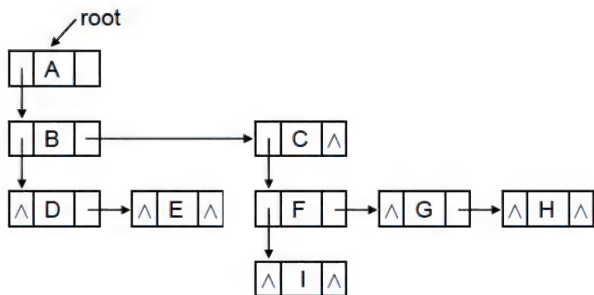 root
A
B C ∧
∧ D ∧ E ∧ F ∧ G ∧ H ∧
∧ I ∧